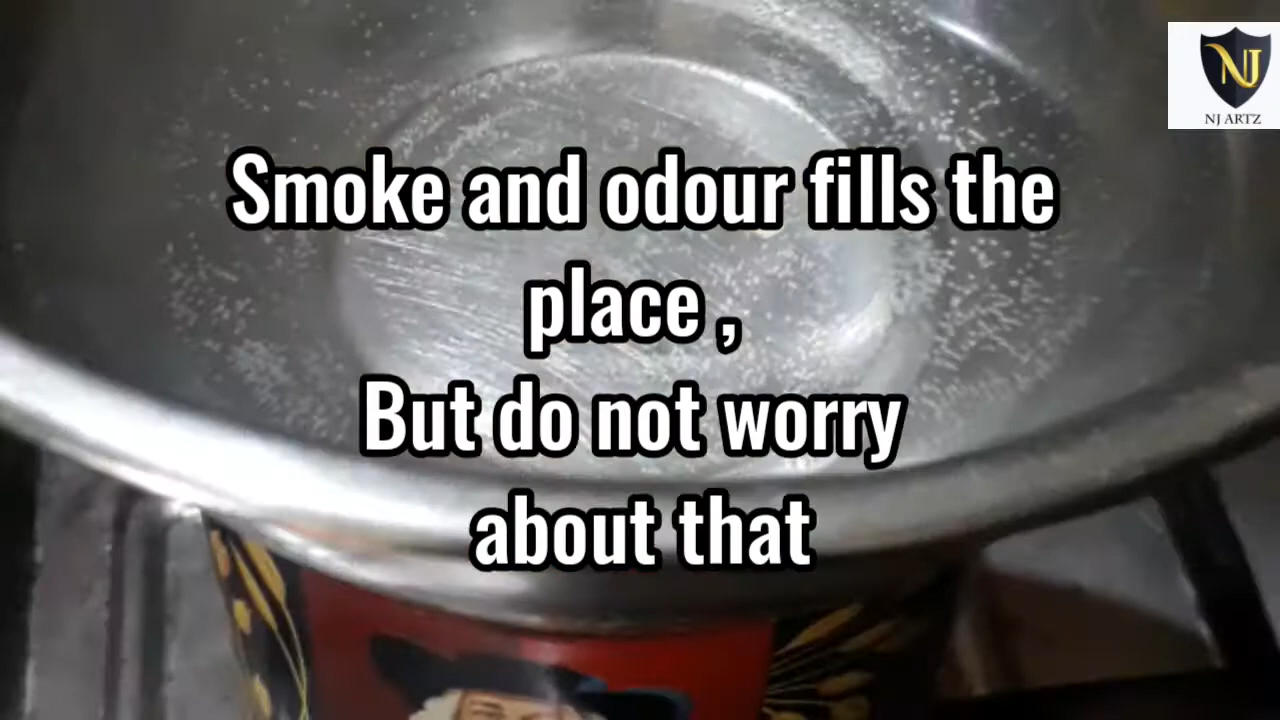 NJ
NJ ARTZ
Smoke and odour fills the
place ,
But do not worry
about that